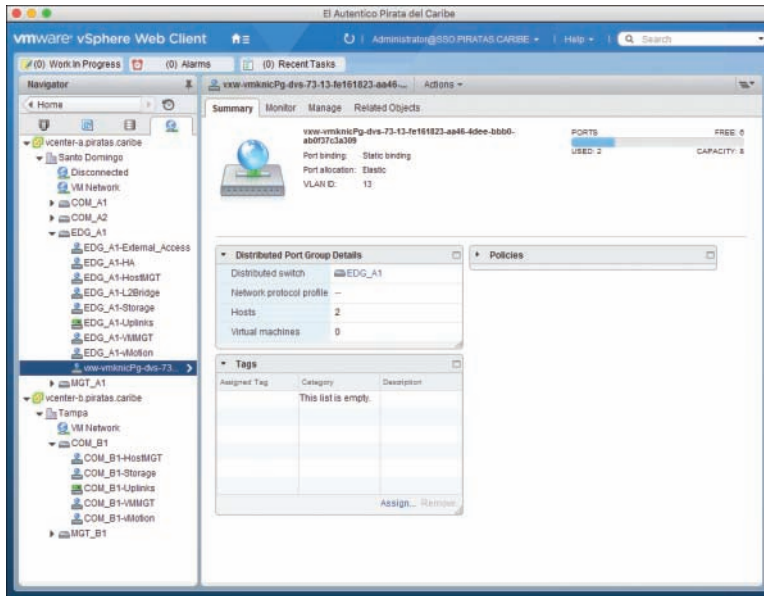 El Autentico Pirata del Caribe
vmware® vSphere Web Client
Administrator@SSO.PIRATAS.CARIBE
Help
Search
(0) Work In Progress
(0) Alarms
(0) Recent Tasks
Navigator
vxw-vmknicPg-dvs-73-13-fe161823-aa46-...
Actions
Home
Summary
Monitor
Manage
Related Objects
vcenter-a.piratas.caribe
Santo Domingo
Disconnected
VM Network
COM_A1
COM_A2
EDG_A1
EDG_A1-External_Access
EDG_A1-HA
EDG_A1-HostMGT
EDG_A1-L2Bridge
EDG_A1-Storage
EDG_A1-Uplinks
EDG_A1-VMMGT
EDG_A1-vMotion
vxw-vmknicPg-dvs-73...
MGT_A1
vcenter-b.piratas.caribe
Tampa
VM Network
COM_B1
COM_B1-HostMGT
COM_B1-Storage
COM_B1-Uplinks
COM_B1-VMMGT
COM_B1-vMotion
MGT_B1
vxw-vmknicPg-dvs-73-13-fe161823-aa46-4dee-bbb0-
ab0f37c3a309
Port binding: Static binding
Port allocation: Elastic
VLAN ID: 13
PORTS
FREE: 6
USED: 2
CAPACITY: 8
Distributed Port Group Details
Distributed switch EDG_A1
Network protocol profile --
Hosts 2
Virtual machines 0
Policies
Tags
Assigned Tag Category Description
This list is empty.
Assign... Remove